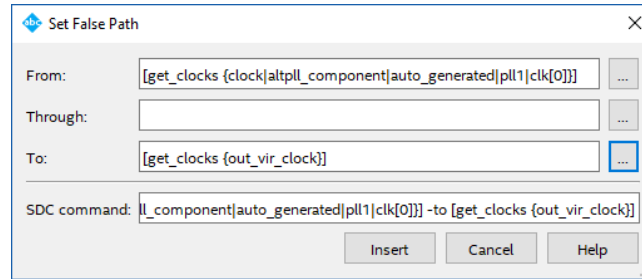 abc Set False Path
From: [get_clocks {clock|altpll_component|auto_generated|pll1|clk[0]}] ...
Through: ...
To: [get_clocks {out_vir_clock}] ...
SDC command: ll_component|auto_generated|pll1|clk[0]}] -to [get_clocks {out_vir_clock}]
Insert Cancel Help